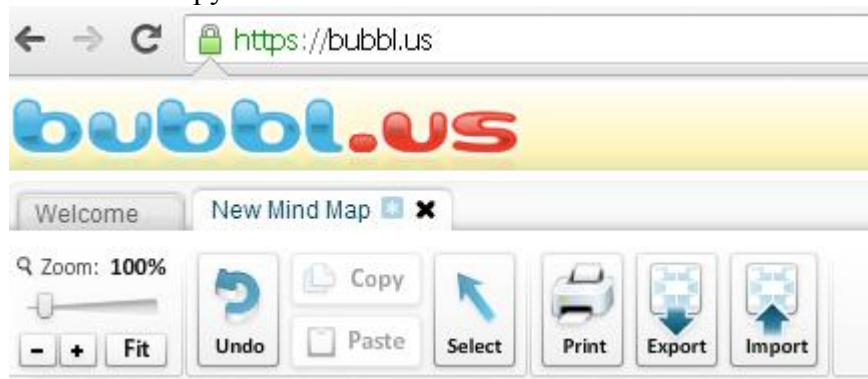 https://bubbl.us
bubbl.us
Welcome New Mind Map
Zoom: 100%
Copy
Paste
- + Fit Undo Select Print Export Import